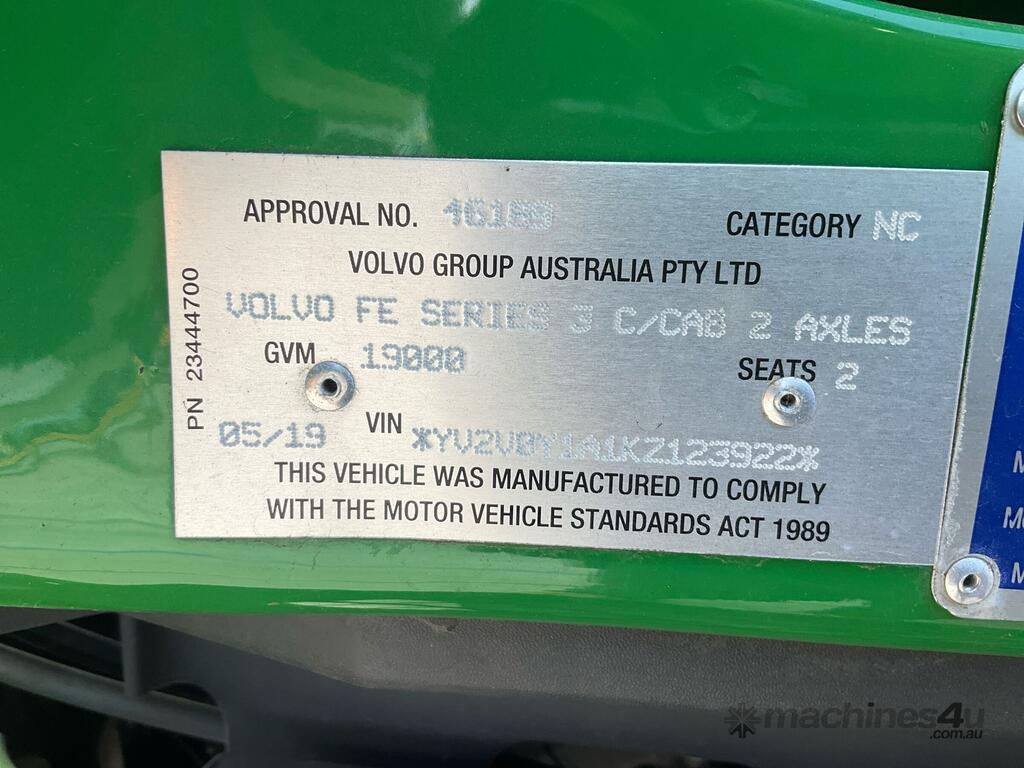 APPROVAL NO. 46189 CATEGORY NC
VOLVO GROUP AUSTRALIA PTY LTD
VOLVO FE SERIES 3 C/CAB 2 AXLES
GVM 19000 SEATS 2
05/19 VIN *YV2V0Y1A1KZ123922*
THIS VEHICLE WAS MANUFACTURED TO COMPLY
WITH THE MOTOR VEHICLE STANDARDS ACT 1989
PN 23444700
M
M
machines4u
.com.au